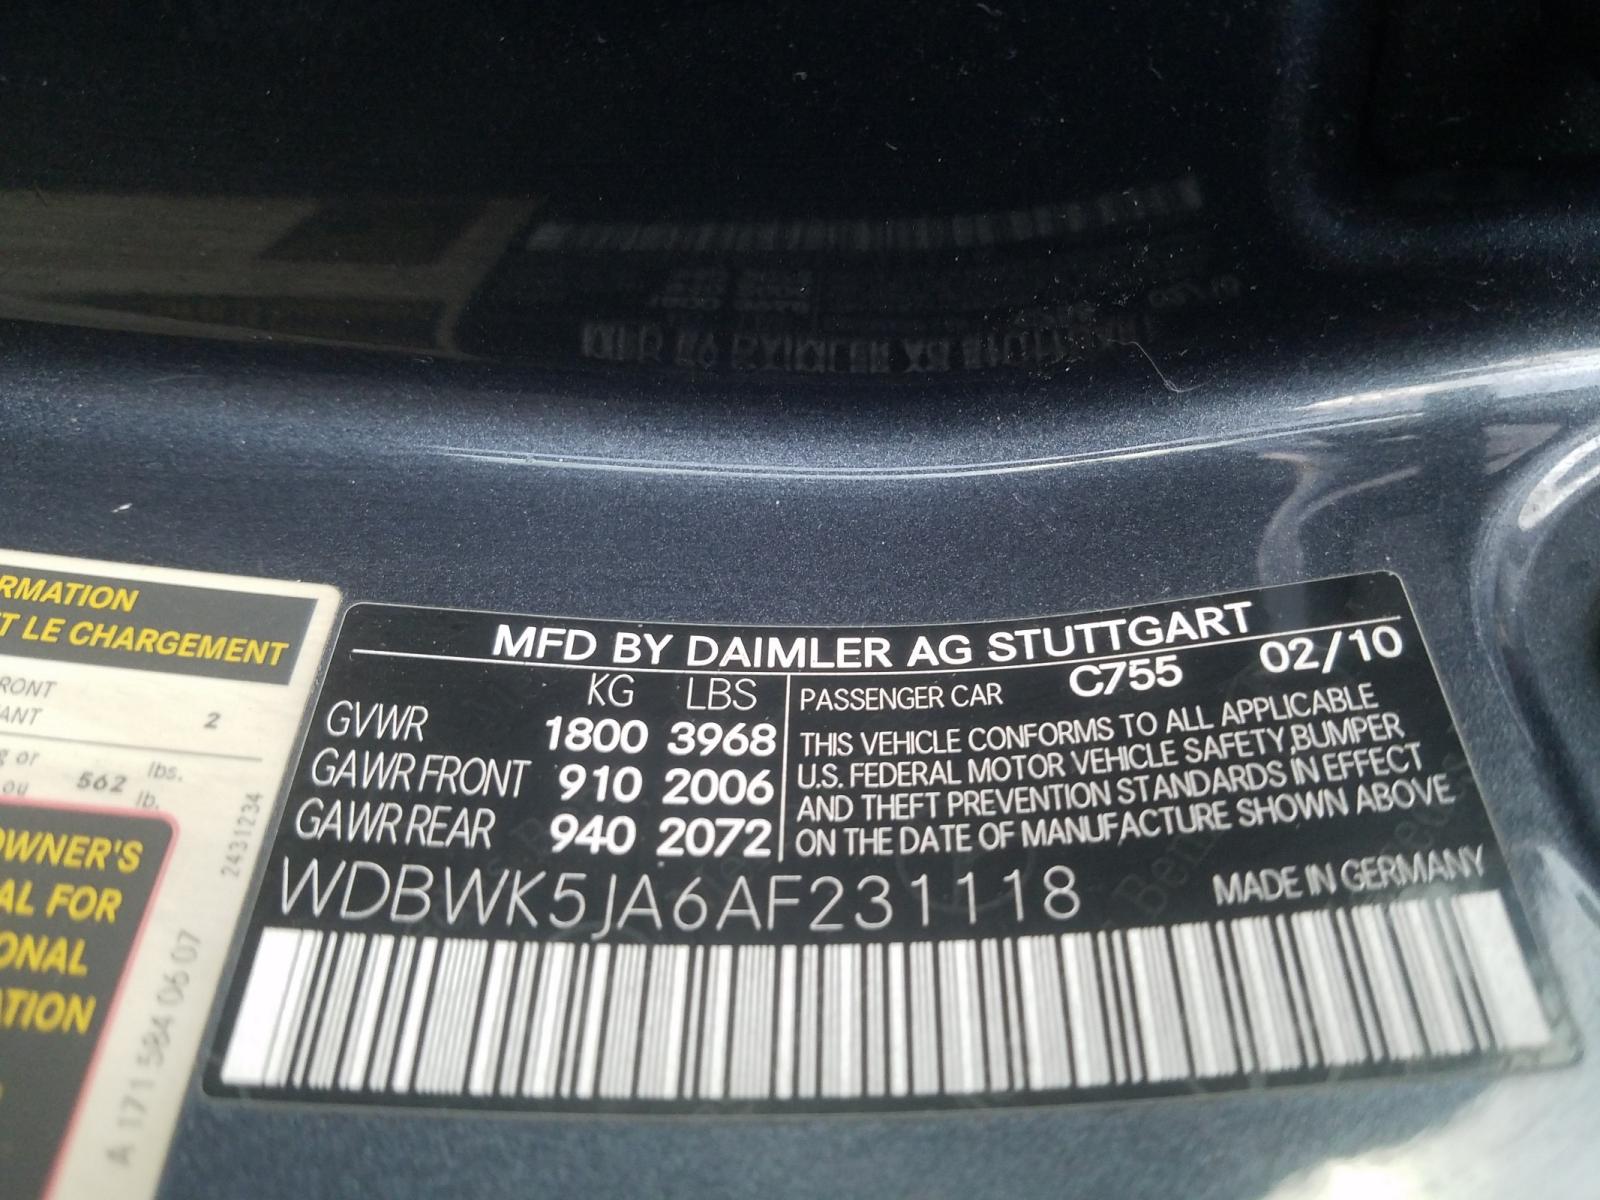 RMATION
T LE CHARGEMENT
RONT
ANT 2
g or
ou 562 lbs.
lb.
OWNER'S
AL FOR
ONAL
ATION
2431234
A 171 584 06 07
MFD BY DAIMLER AG STUTTGART
KG LBS
GVWR 1800 3968
GAWR FRONT 910 2006
GAWR REAR 940 2072
PASSENGER CAR C755 02/10
THIS VEHICLE CONFORMS TO ALL APPLICABLE
U.S. FEDERAL MOTOR VEHICLE SAFETY,BUMPER
AND THEFT PREVENTION STANDARDS IN EFFECT
ON THE DATE OF MANUFACTURE SHOWN ABOVE.
WDBWK5JA6AF231118
MADE IN GERMANY